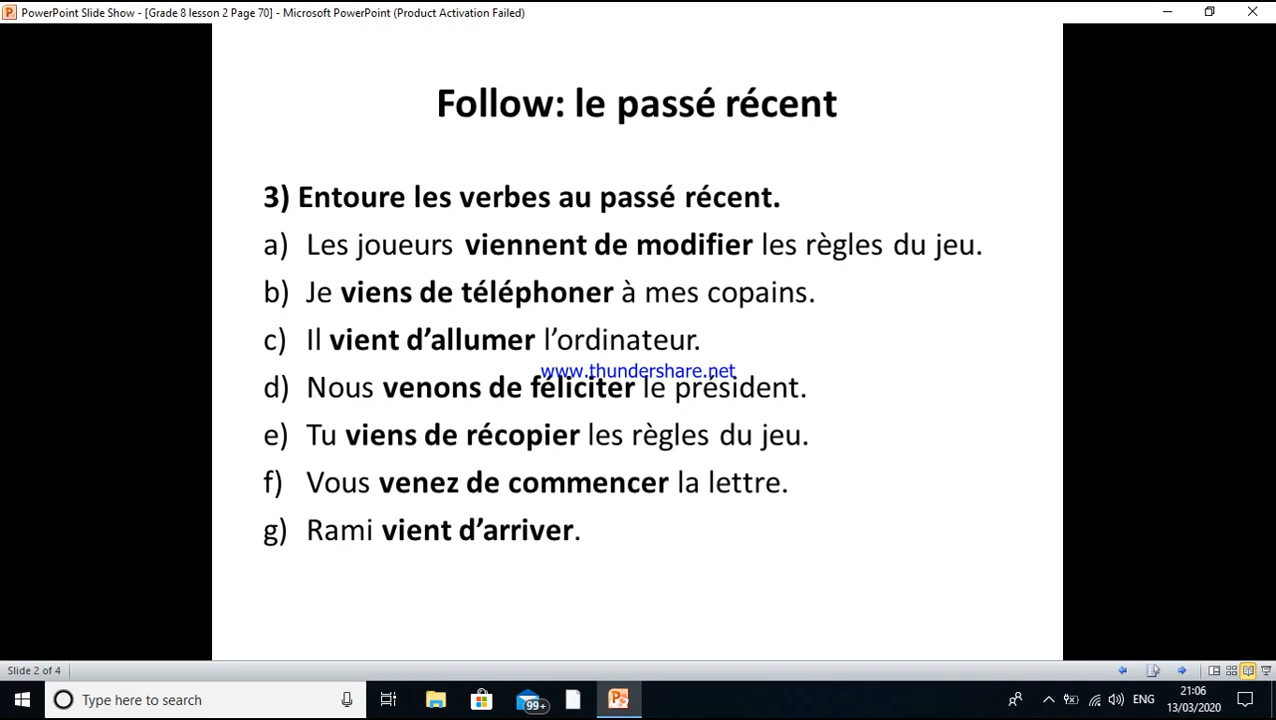 PowerPoint Slide Show - [Grade 8 lesson 2 Page 70] - Microsoft PowerPoint (Product Activation Failed)
Follow: le passé récent
3) Entoure les verbes au passé récent.
a) Les joueurs viennent de modifier les règles du jeu.
b) Je viens de téléphoner à mes copains.
c) Il vient d’allumer l’ordinateur.
www.thundershare.net
d) Nous venons de féliciter le président.
e) Tu viens de récopier les règles du jeu.
f) Vous venez de commencer la lettre.
g) Rami vient d’arriver.
Slide 2 of 4
Type here to search
99+
ENG
21:06
13/03/2020